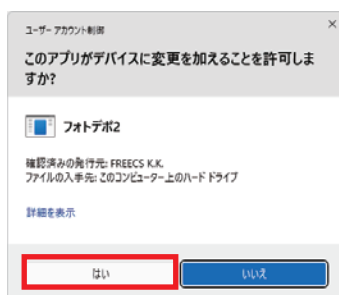 ユーザー アカウント制御
このアプリがデバイスに変更を加えることを許可しま
すか?
フォトデポ2
確認済みの発行元: FREECS K.K.
ファイルの入手先: このコンピューター上のハード ドライブ
詳細を表示
はい
いいえ